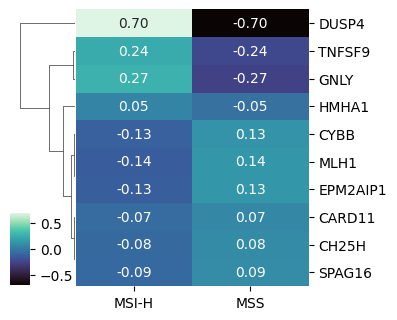 0.70 -0.70 DUSP4
0.24 -0.24 TNFSF9
0.27 -0.27 GNLY
0.05 -0.05 HMHA1
-0.13 0.13 CYBB
-0.14 0.14 MLH1
-0.13 0.13 EPM2AIP1
-0.07 0.07 CARD11
-0.08 0.08 CH25H
-0.09 0.09 SPAG16
0.5
0.0
−0.5
MSI-H MSS